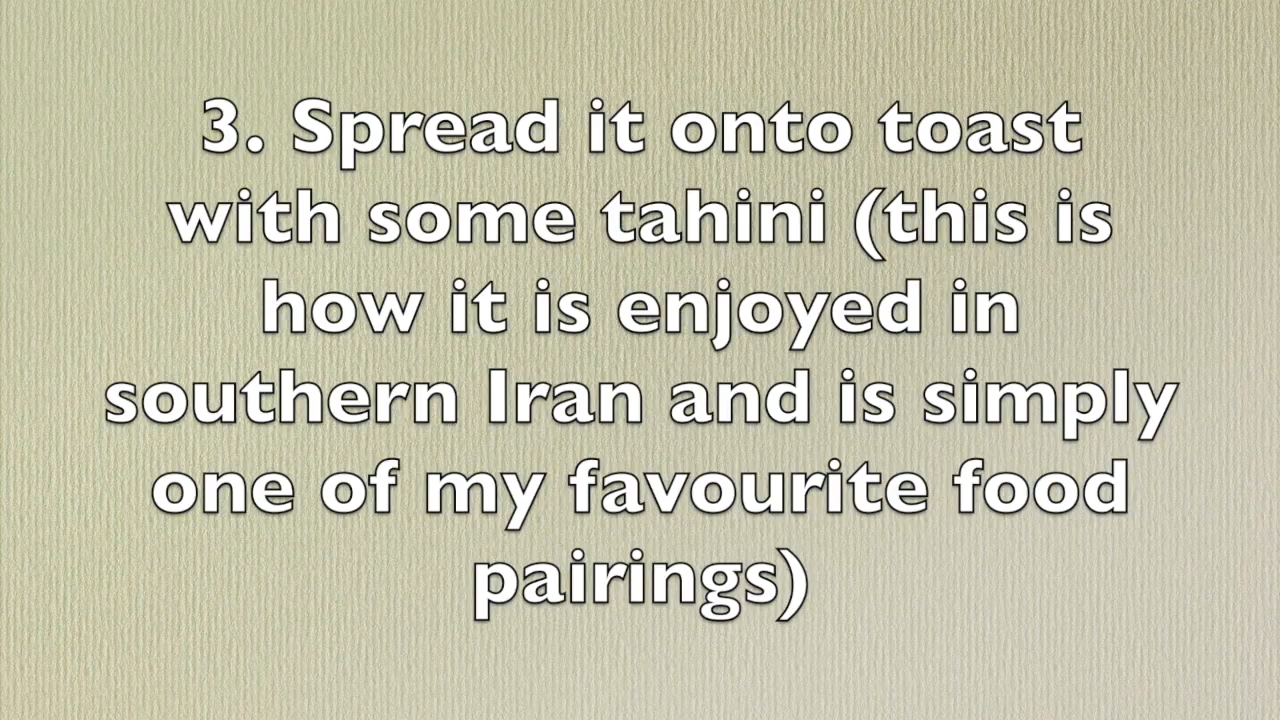 3. Spread it onto toast
with some tahini (this is
how it is enjoyed in
southern Iran and is simply
one of my favourite food
pairings)